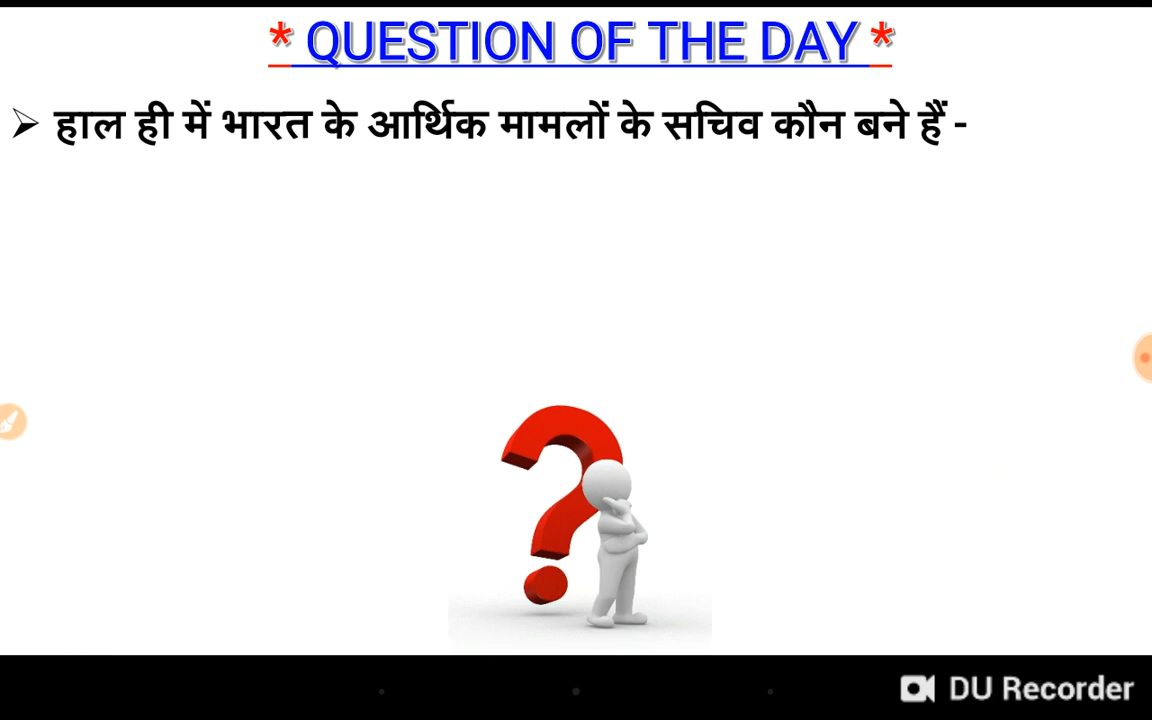 * QUESTION OF THE DAY *
➢ हाल ही में भारत के आर्थिक मामलों के सचिव कौन बने हैं -
DU Recorder